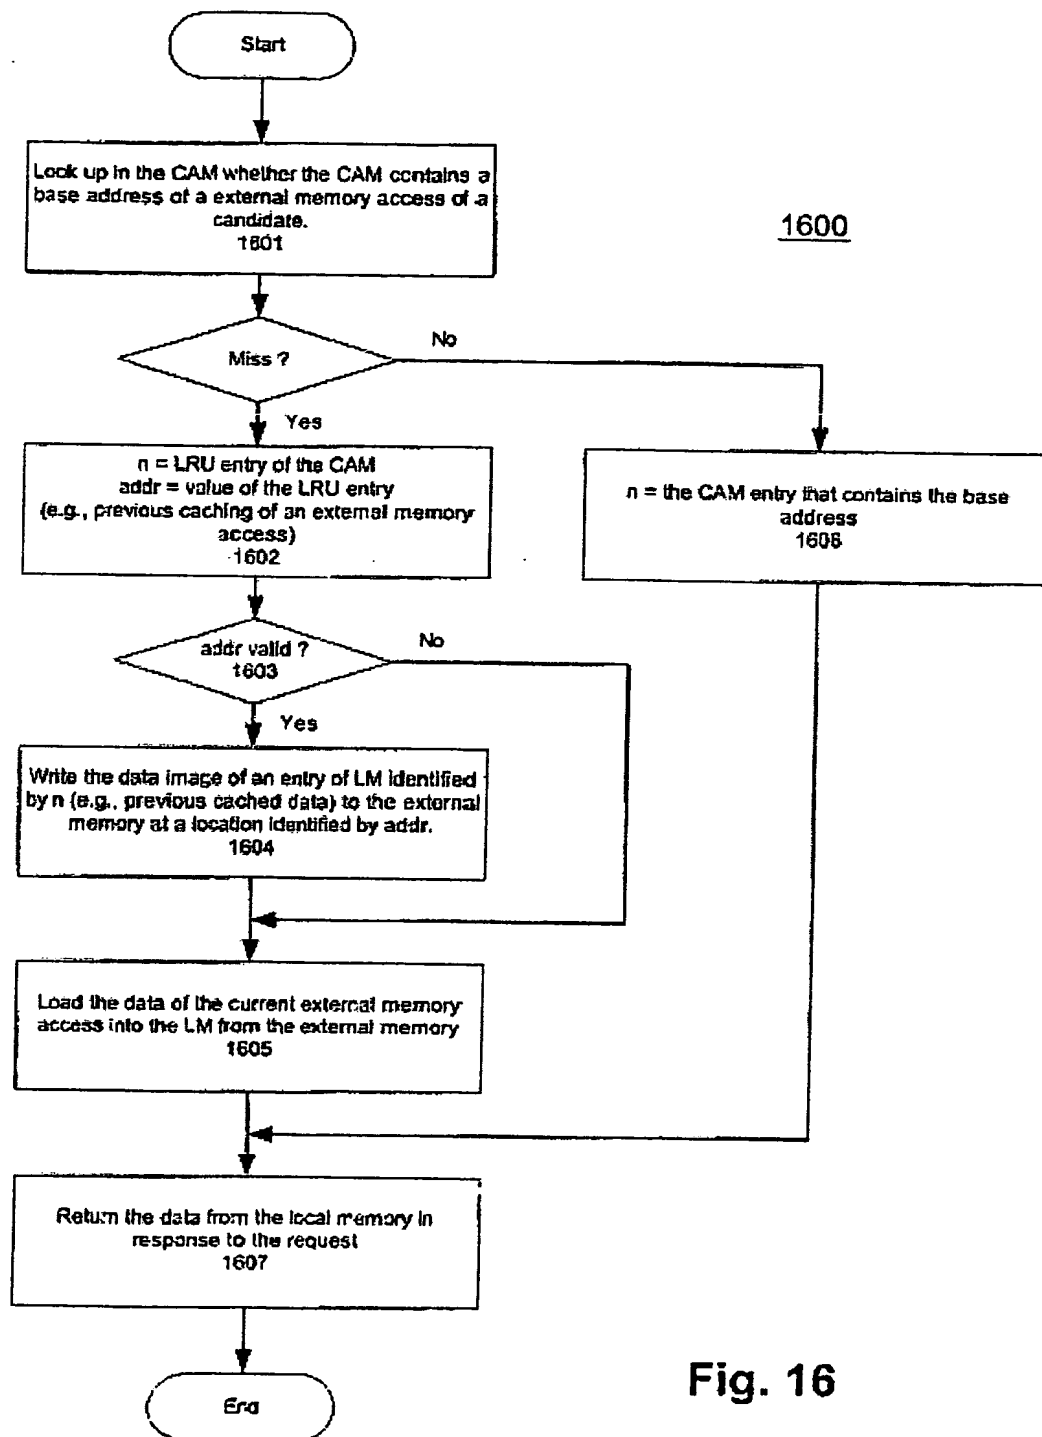 Start
Look up in the CAM whether the CAM contains a
base address of a external memory access of a
candidate.
1601
1600
Miss ?
No
Yes
n = LRU entry of the CAM
addr = value of the LRU entry
(e.g., previous caching of an external memory
access)
1602
n = the CAM entry that contains the base
address
1606
addr valid ?
1603
No
Yes
Write the data image of an entry of LM identified
by n (e.g., previous cached data) to the external
memory at a location identified by addr.
1604
Load the data of the current external memory
access into the LM from the external memory
1605
Return the data from the local memory in
response to the request
1607
End
Fig. 16